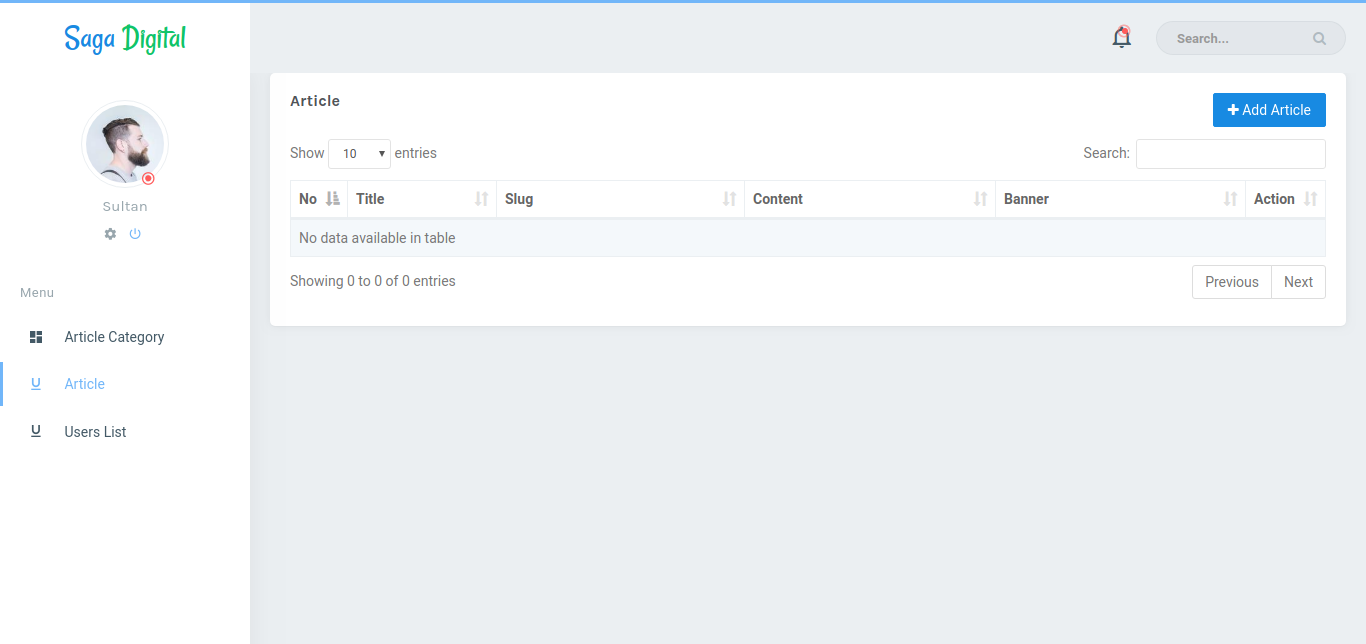 Saga Digital
Search...
Sultan
Menu
Article Category
Article
Users List
Article
Add Article
Show 10 entries
Search:
No Title Slug Content Banner Action
No data available in table
Showing 0 to 0 of 0 entries
Previous Next